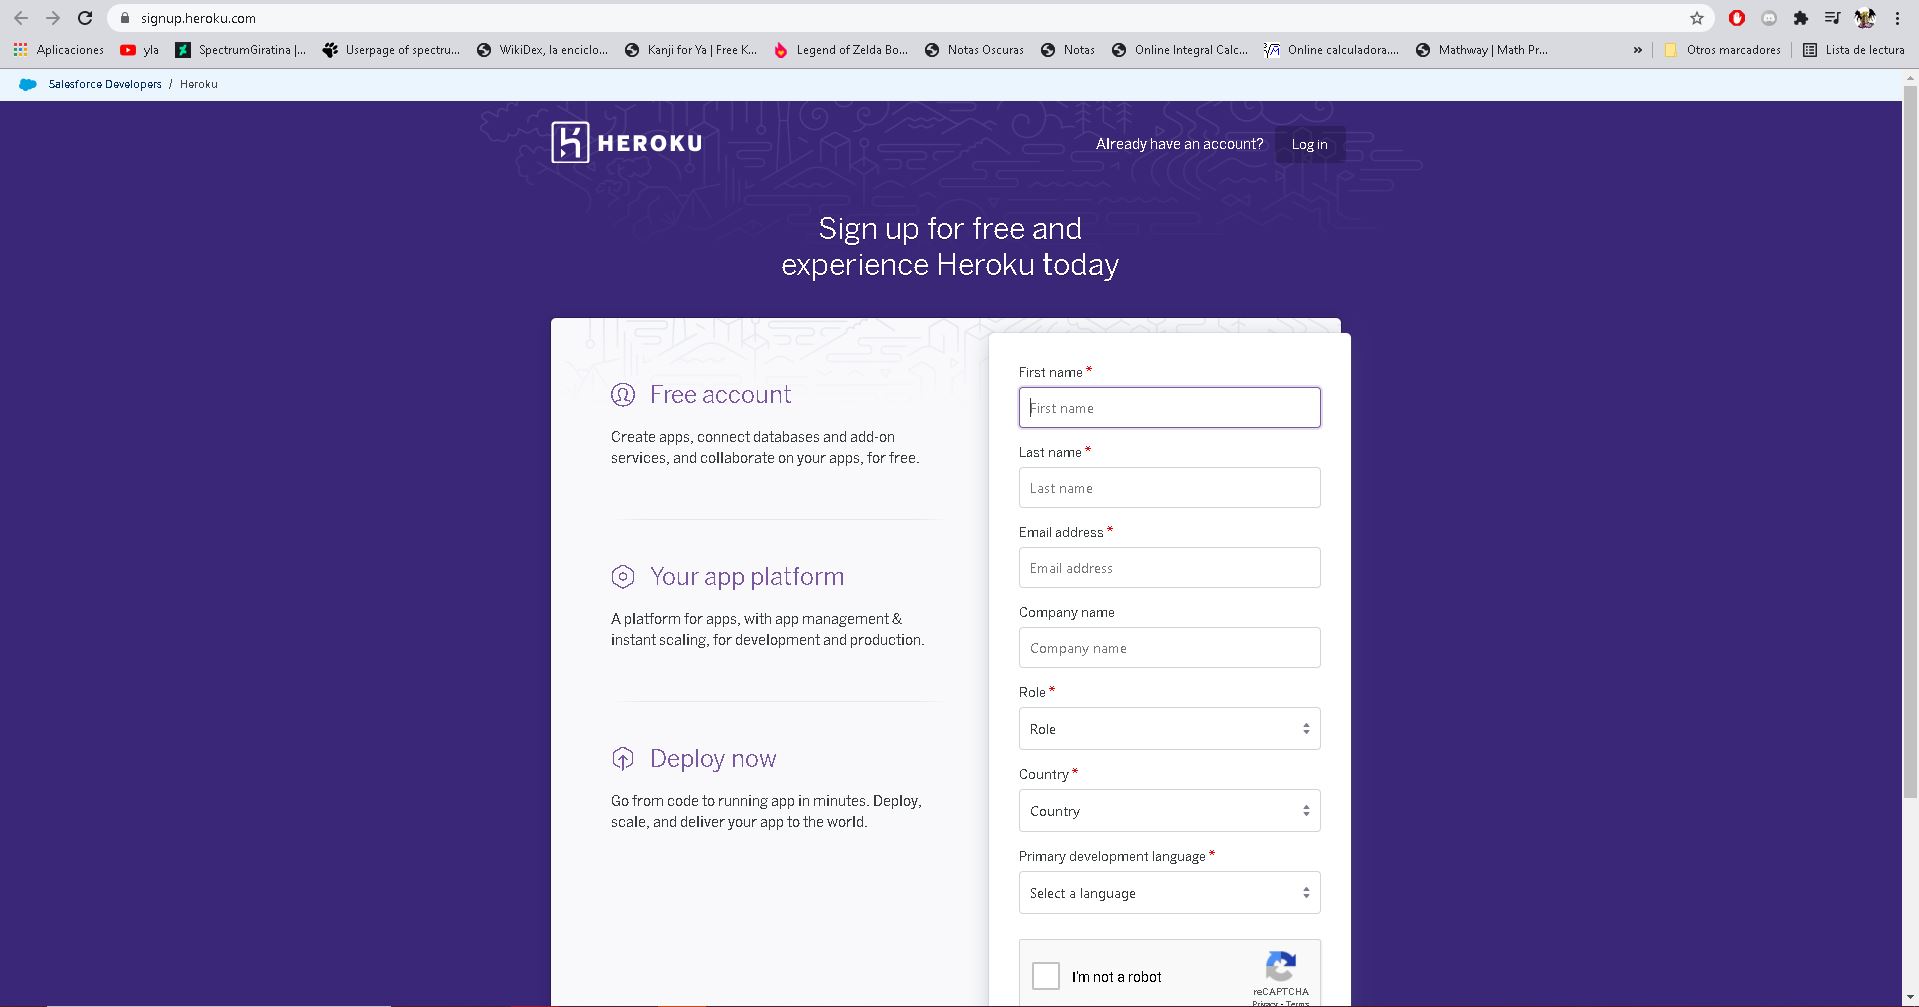 signup.heroku.com
Aplicaciones yla SpectrumGiratina |... Userpage of spectru... WikiDex, la enciclo... Kanji for Ya | Free K... Legend of Zelda Bo... Notas Oscuras Notas Online Integral Calc... Online calculadora.... Mathway | Math Pr... » Otros marcadores Lista de lectura
Salesforce Developers / Heroku
HEROKU
Already have an account? Log in
Sign up for free and
experience Heroku today
Free account
Create apps, connect databases and add-on
services, and collaborate on your apps, for free.
Your app platform
A platform for apps, with app management &
instant scaling, for development and production.
Deploy now
Go from code to running app in minutes. Deploy,
scale, and deliver your app to the world.
First name *
First name
Last name *
Last name
Email address *
Email address
Company name
Company name
Role *
Role
Country *
Country
Primary development language *
Select a language
I'm not a robot
reCAPTCHA
Privacy - Terms